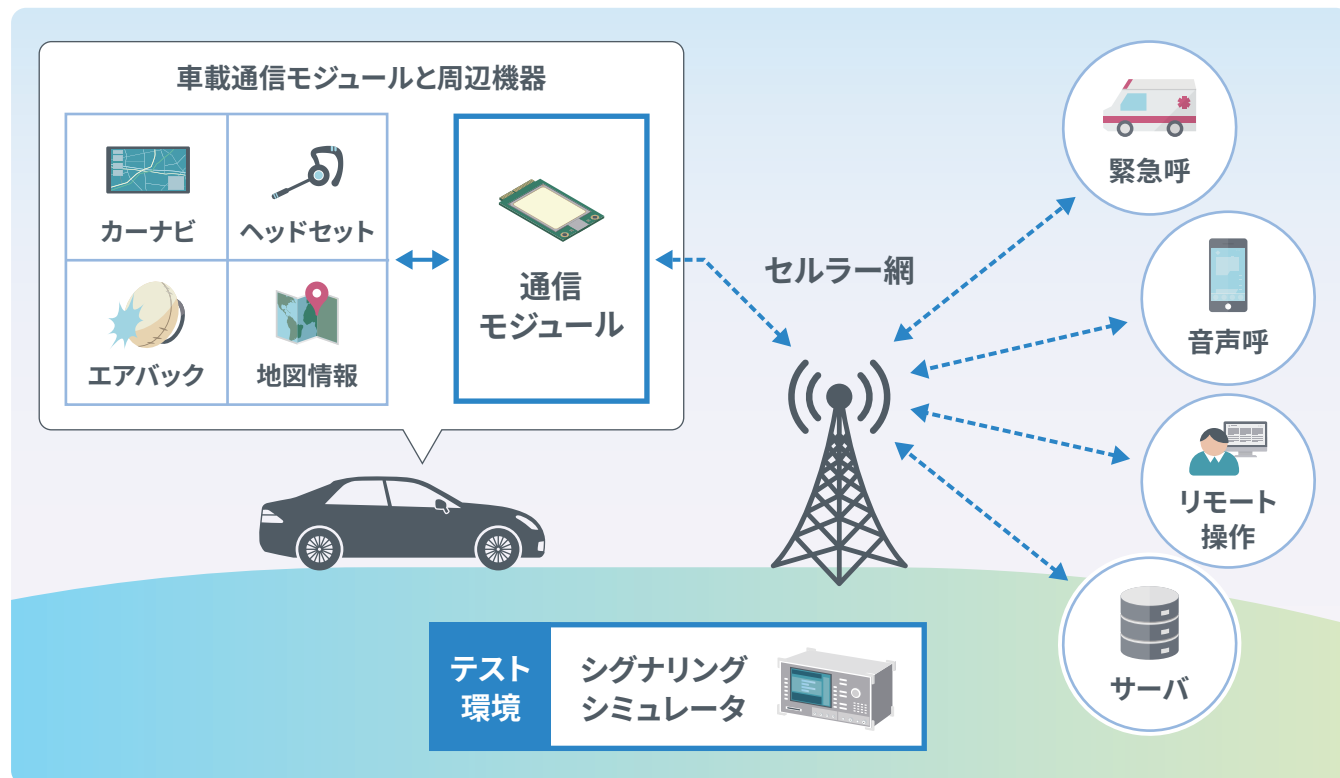 車載通信モジュールと周辺機器
カーナビ
ヘッドセット
エアバック
地図情報
通信
モジュール
セルラー網
緊急呼
音声呼
リモート
操作
サーバ
テスト
環境
シグナリング
シミュレータ